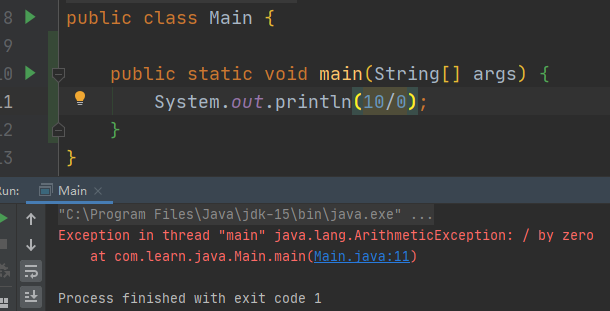 8 public class Main {
9
10 public static void main(String[] args) {
11 System.out.println(10/0);
12 }
13 }
Run: Main ×
"C:\Program Files\Java\jdk-15\bin\java.exe" ...
Exception in thread "main" java.lang.ArithmeticException: / by zero
at com.learn.java.Main.main(Main.java:11)
Process finished with exit code 1